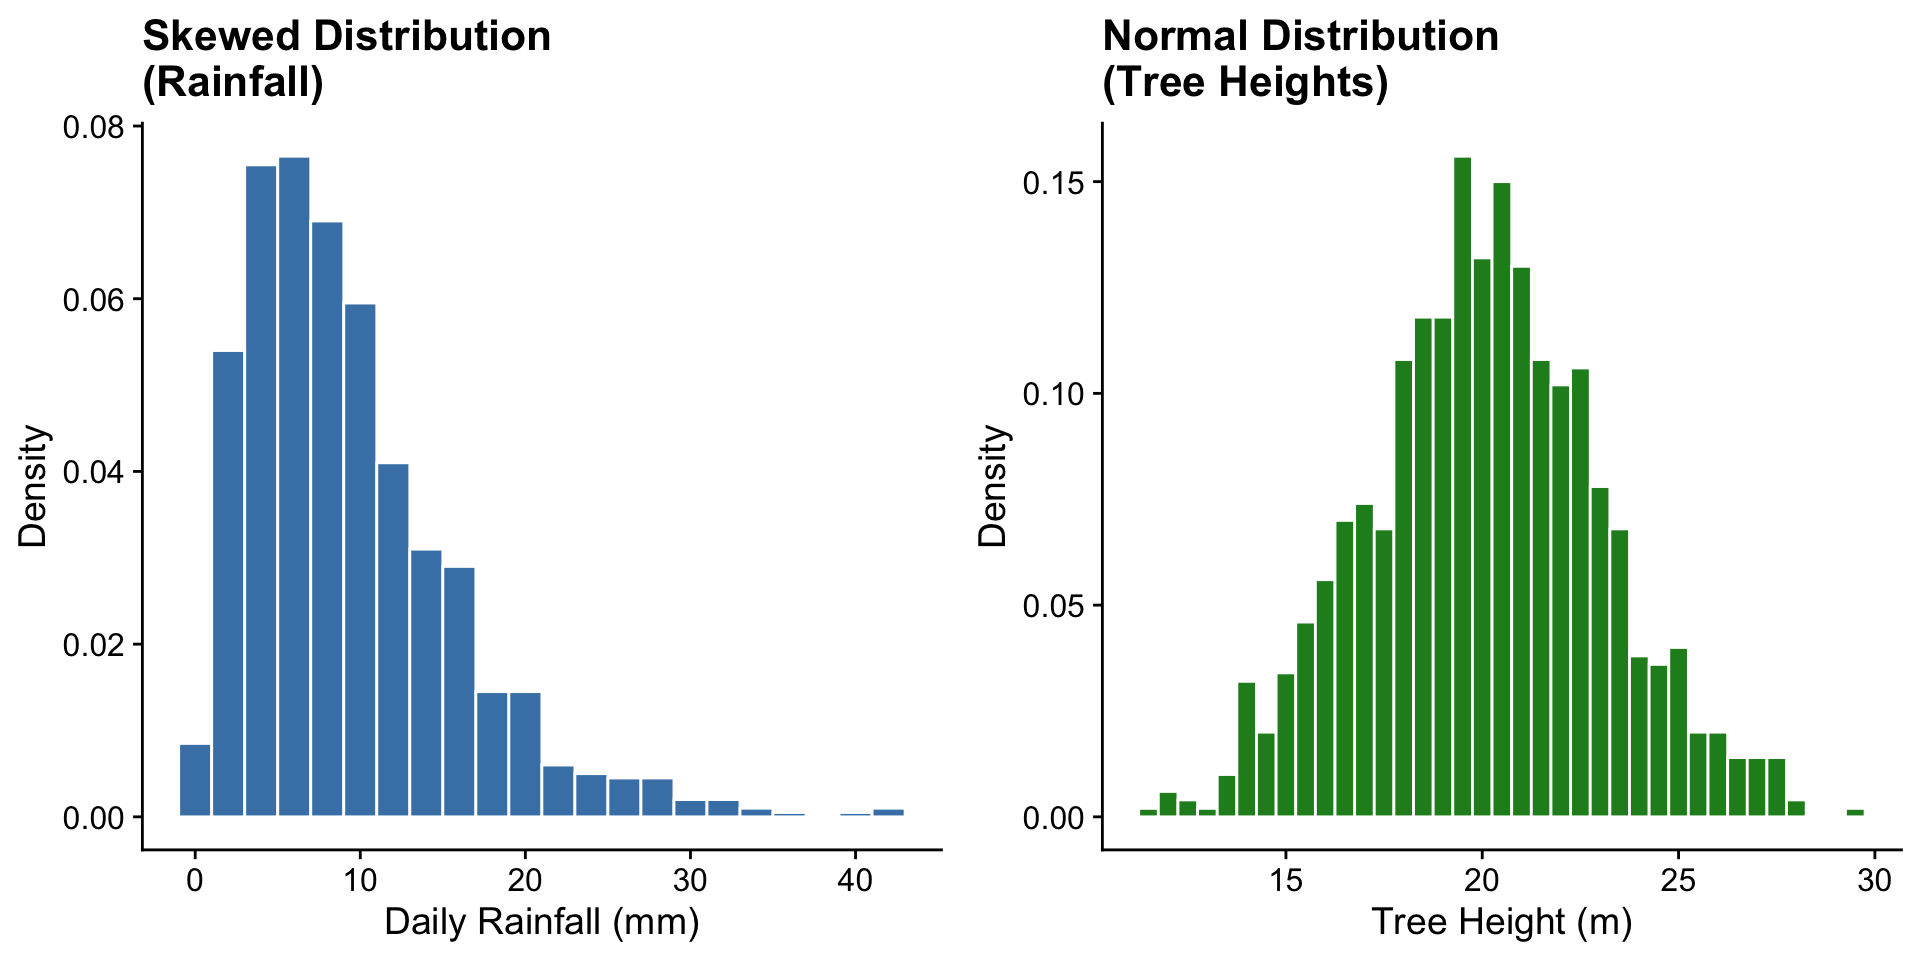 Skewed Distribution
(Rainfall)
0.08
0.06
0.04
0.02
0.00
Density
0 10 20 30 40
Daily Rainfall (mm)
Normal Distribution
(Tree Heights)
0.15
0.10
0.05
0.00
Density
15 20 25 30
Tree Height (m)